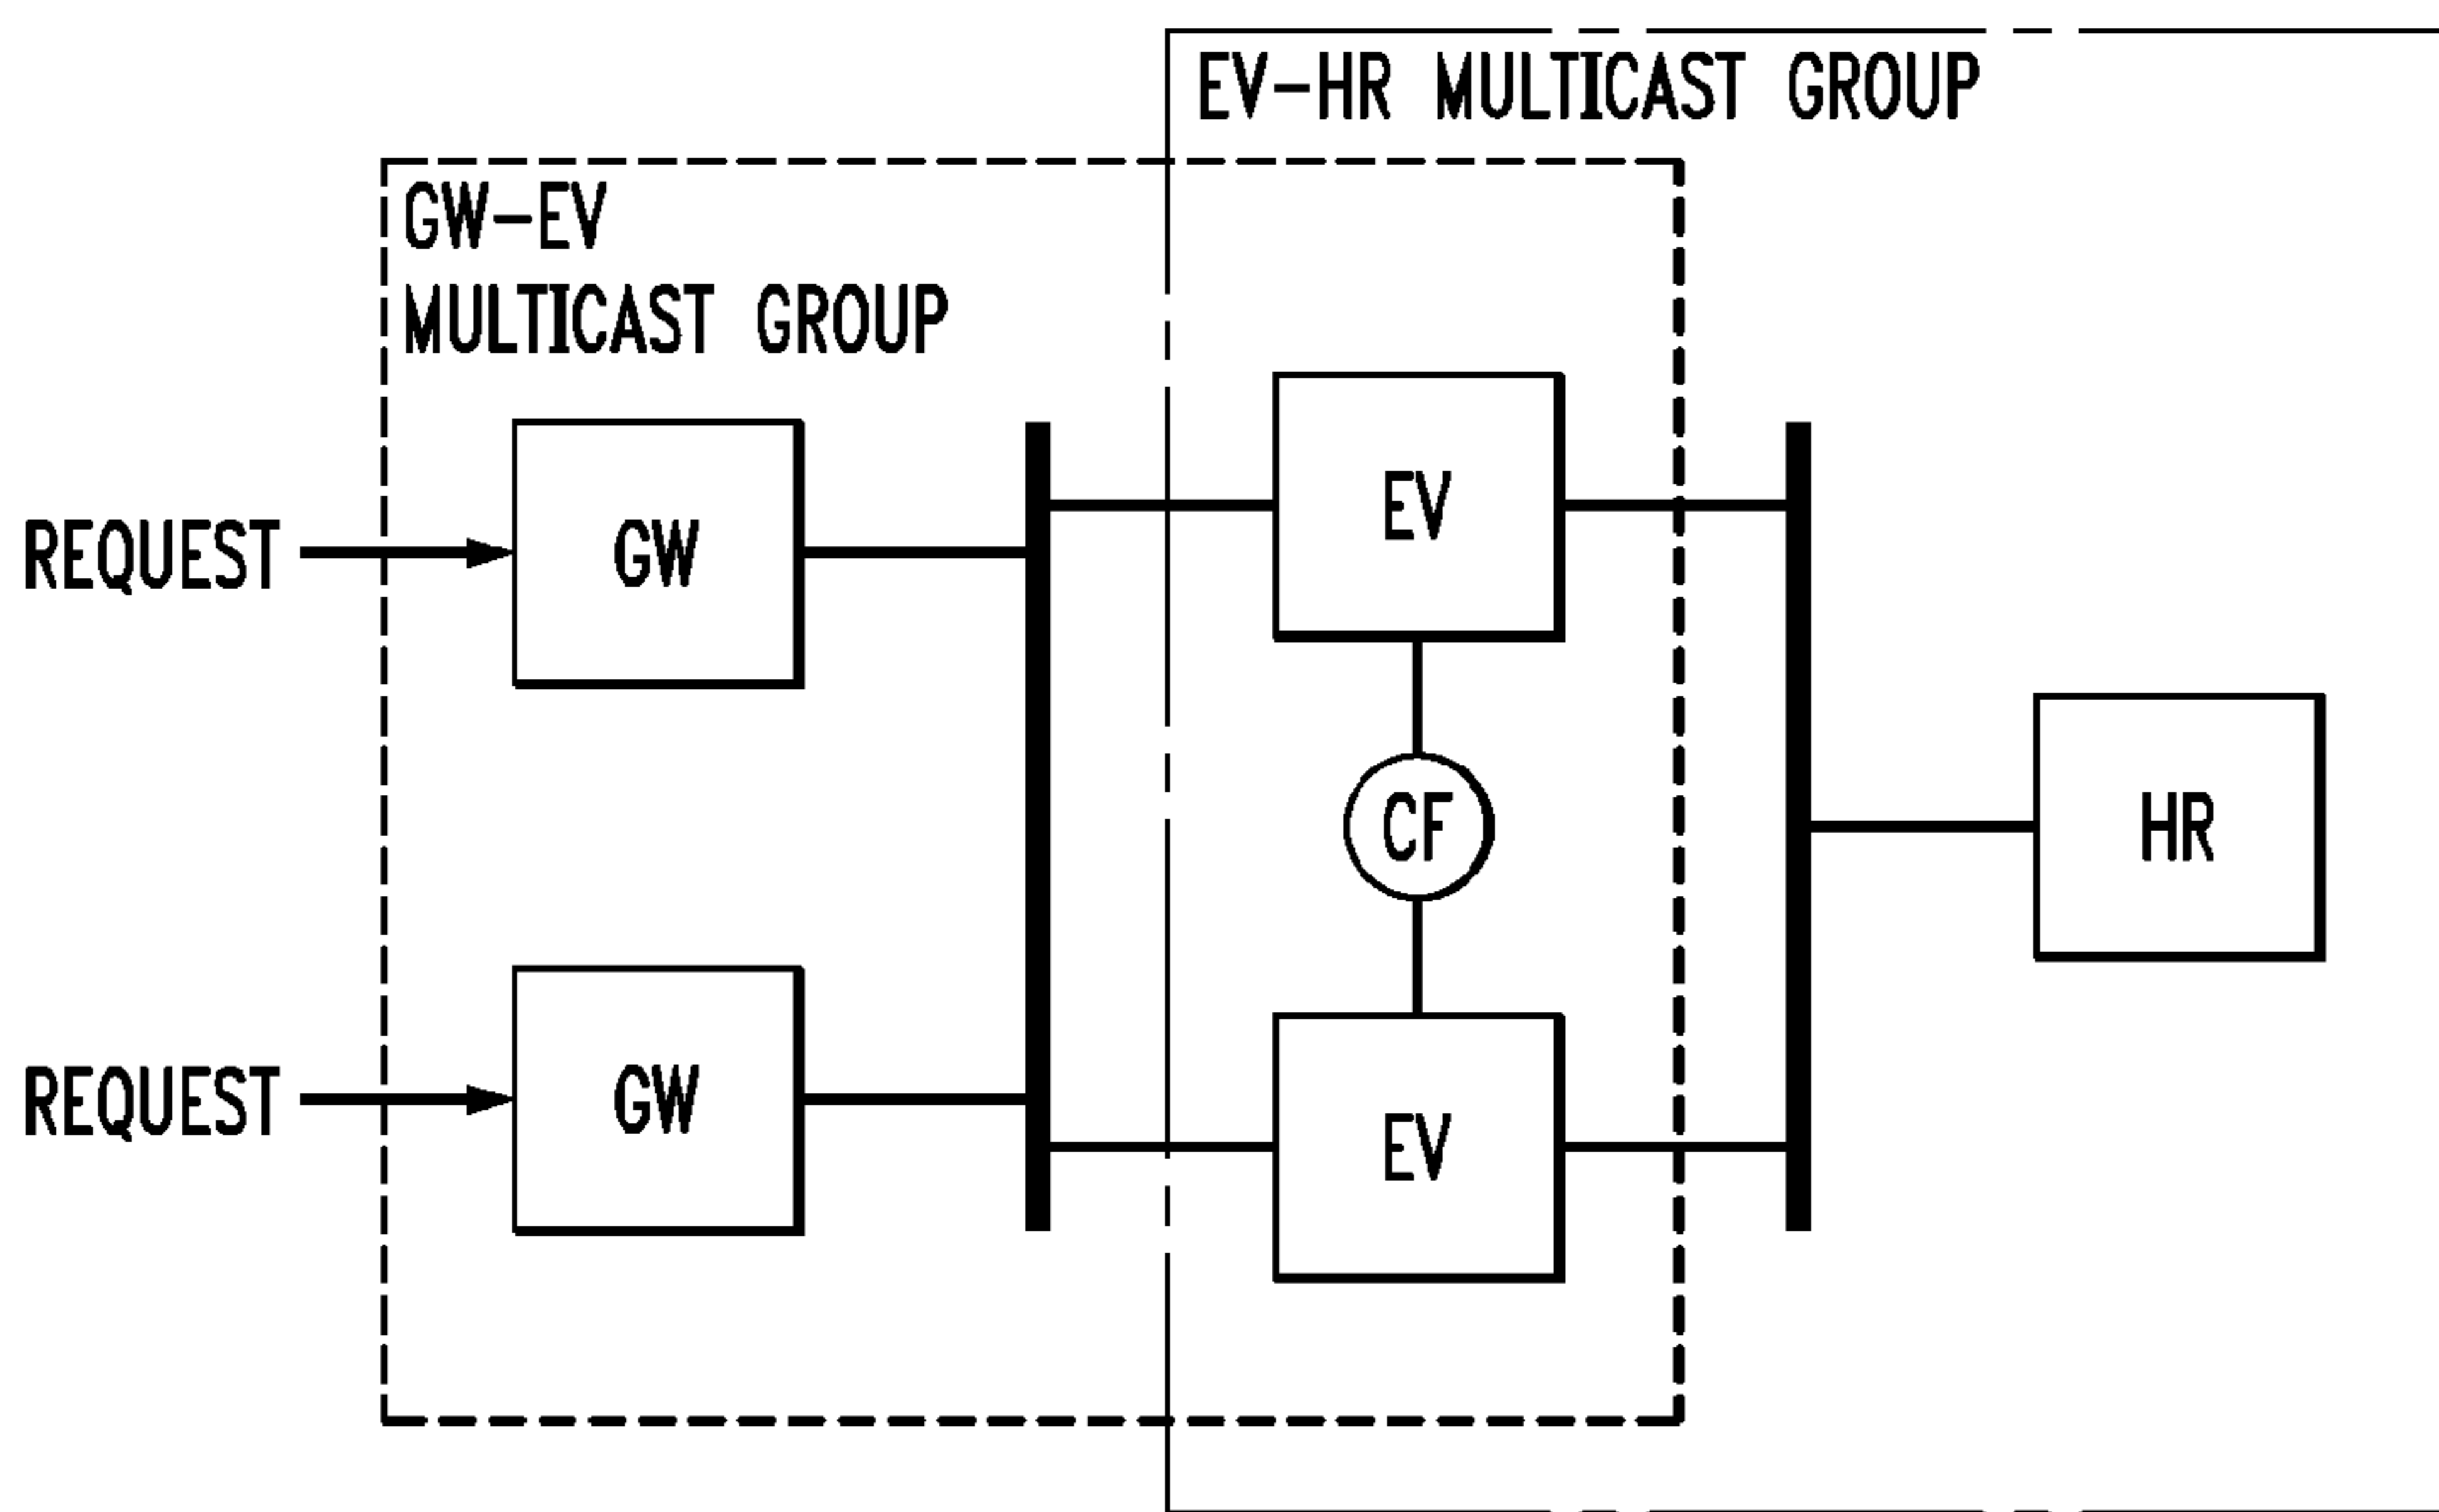 EV-HR MULTICAST GROUP
GW-EV
MULTICAST GROUP
EV
REQUEST
GW
CF
HR
REQUEST
GW
EV